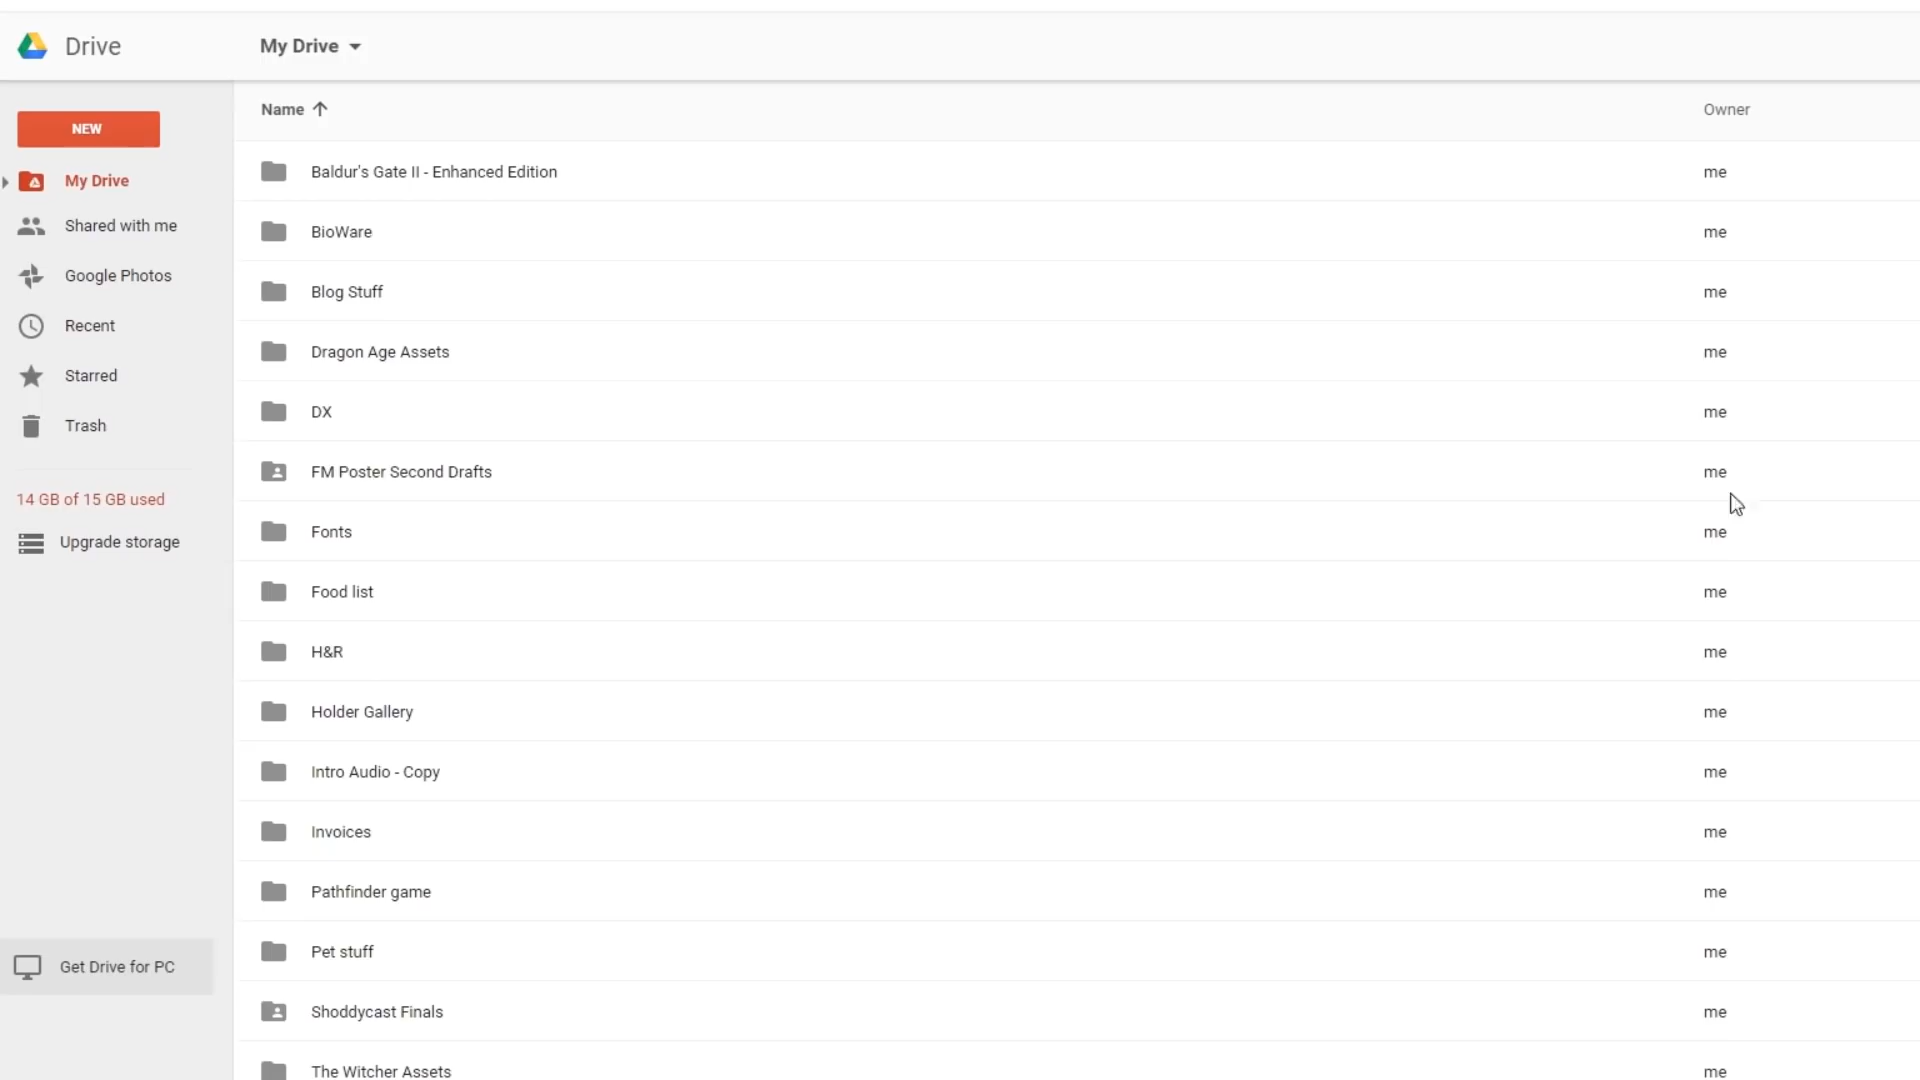 Drive
My Drive
Name
Owner
NEW
My Drive
Shared with me
Google Photos
Recent
Starred
Trash
14 GB of 15 GB used
Upgrade storage
Get Drive for PC
Baldur's Gate II - Enhanced Edition me
BioWare me
Blog Stuff me
Dragon Age Assets me
DX me
FM Poster Second Drafts me
Fonts me
Food list me
H&R me
Holder Gallery me
Intro Audio - Copy me
Invoices me
Pathfinder game me
Pet stuff me
Shoddycast Finals me
The Witcher Assets me